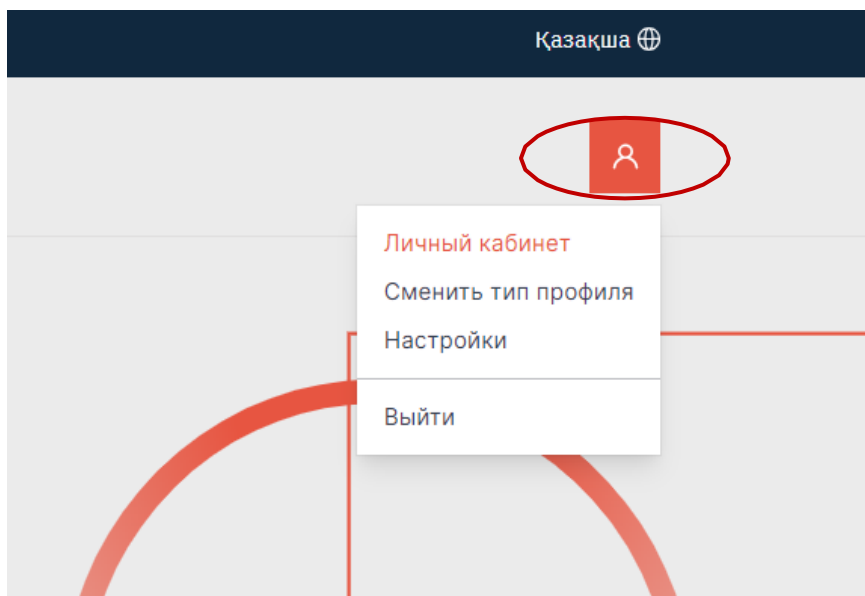 Қазақша
Личный кабинет
Сменить тип профиля
Настройки
Выйти